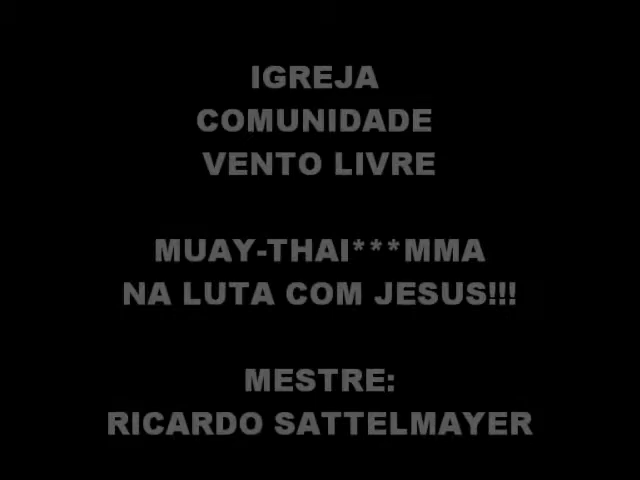 IGREJA
COMUNIDADE
VENTO LIVRE
MUAY-THAI***MMA
NA LUTA COM JESUS!!!
MESTRE:
RICARDO SATTELMAYER